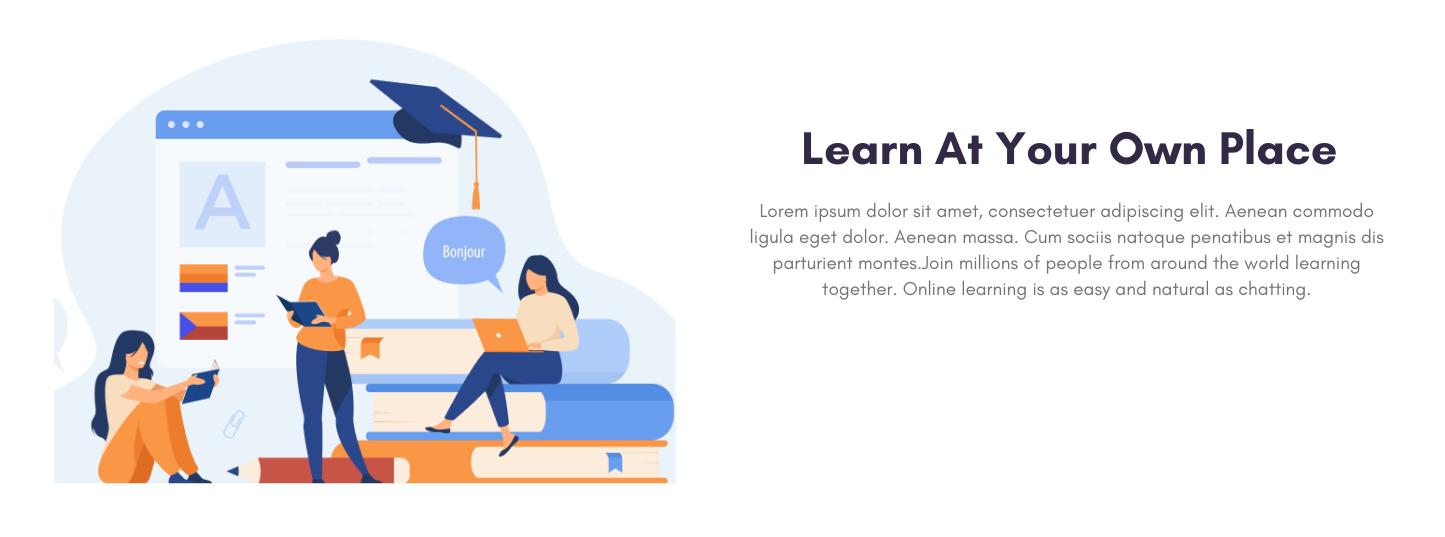 A
Bonjour
Learn At Your Own Place
Lorem ipsum dolor sit amet, consectetuer adipiscing elit. Aenean commodo
ligula eget dolor. Aenean massa. Cum sociis natoque penatibus et magnis dis
parturient montes.Join millions of people from around the world learning
together. Online learning is as easy and natural as chatting.